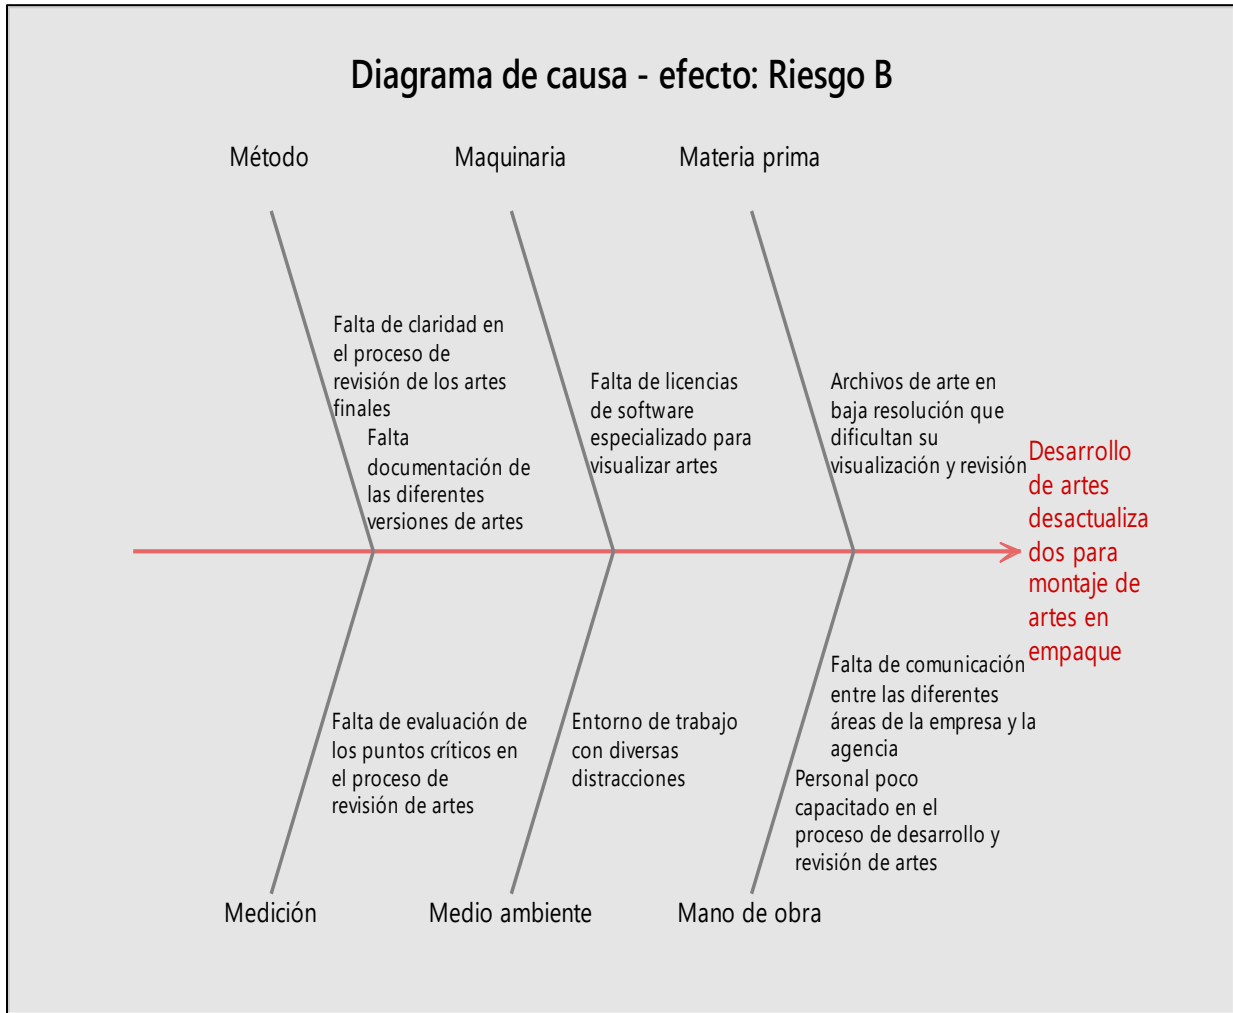 Diagrama de causa - efecto: Riesgo B
Método
Maquinaria
Materia prima
Falta de claridad en
el proceso de
revisión de los artes
finales
Falta
documentación de
las diferentes
versiones de artes
Falta de licencias
de software
especializado para
visualizar artes
Archivos de arte en
baja resolución que
dificultan su
visualización y revisión
Desarrollo
de artes
desactualiza
dos para
montaje de
artes en
empaque
Falta de evaluación de
los puntos críticos en
el proceso de
revisión de artes
Entorno de trabajo
con diversas
distracciones
Falta de comunicación
entre las diferentes
áreas de la empresa y la
agencia
Personal poco
capacitado en el
proceso de desarrollo y
revisión de artes
Medición
Medio ambiente
Mano de obra